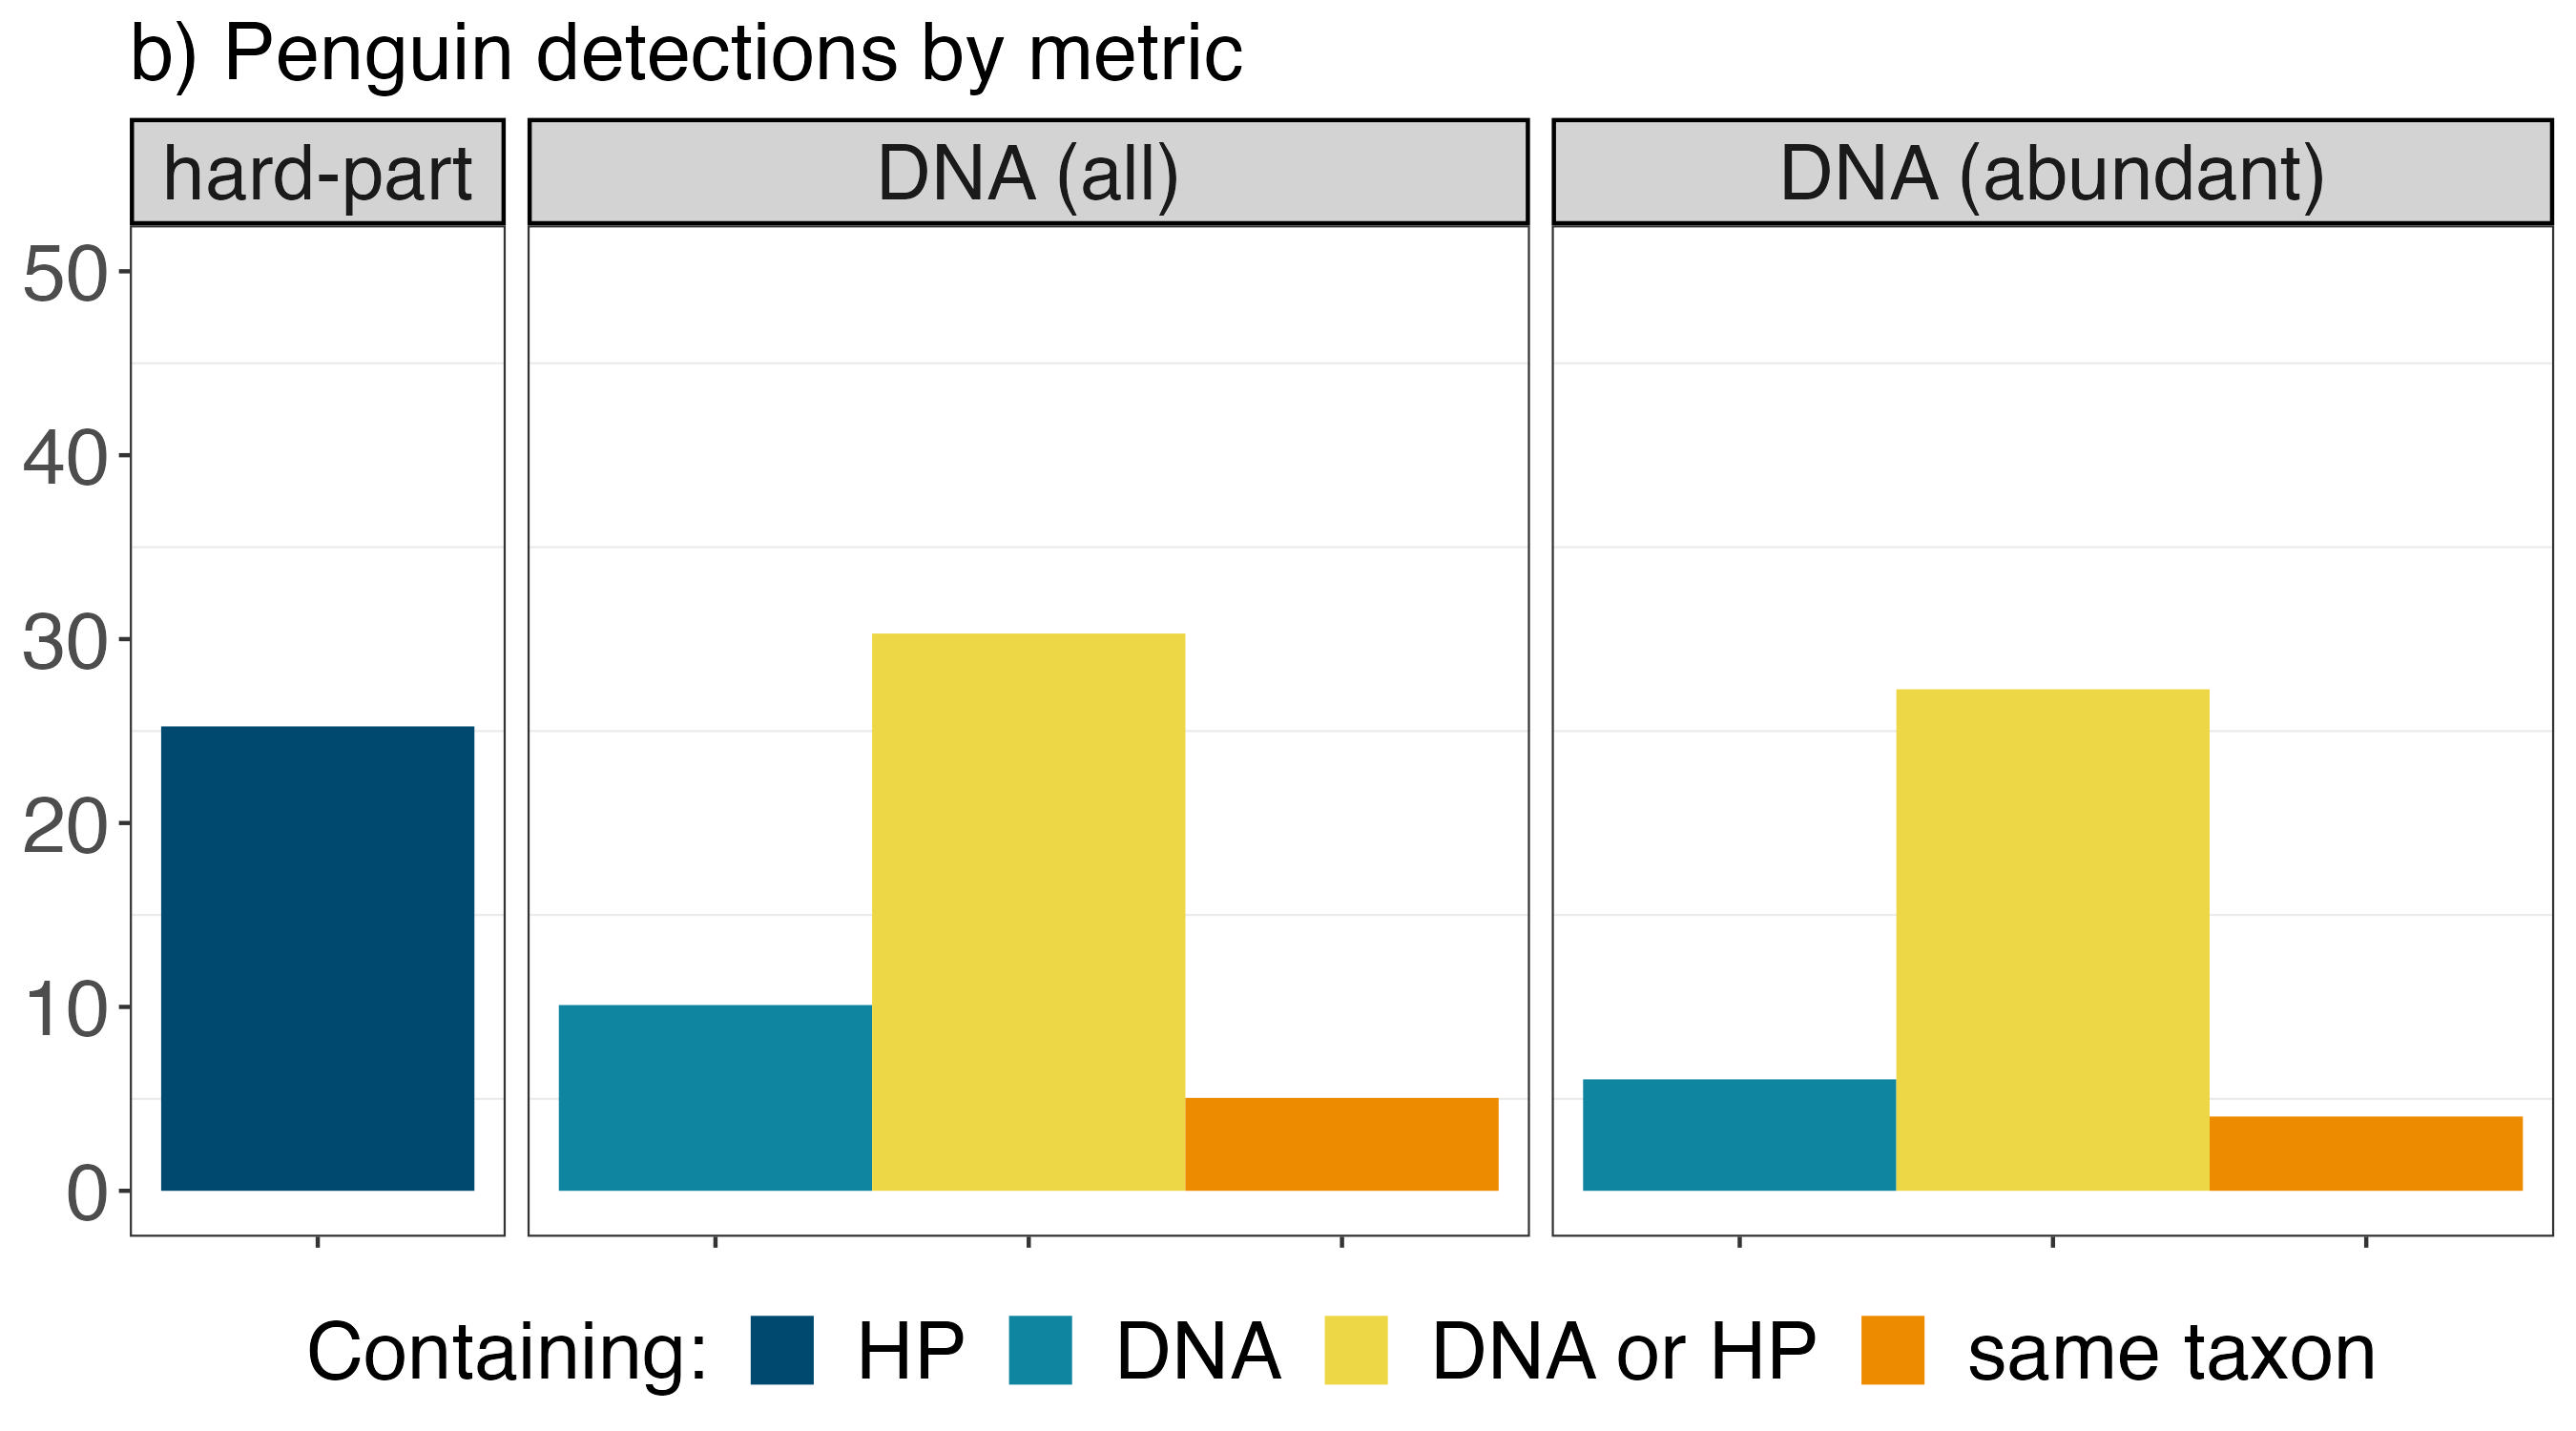 b) Penguin detections by metric
hard-part DNA (all) DNA (abundant)
50
40
30
20
10
0
Containing: HP DNA DNA or HP same taxon